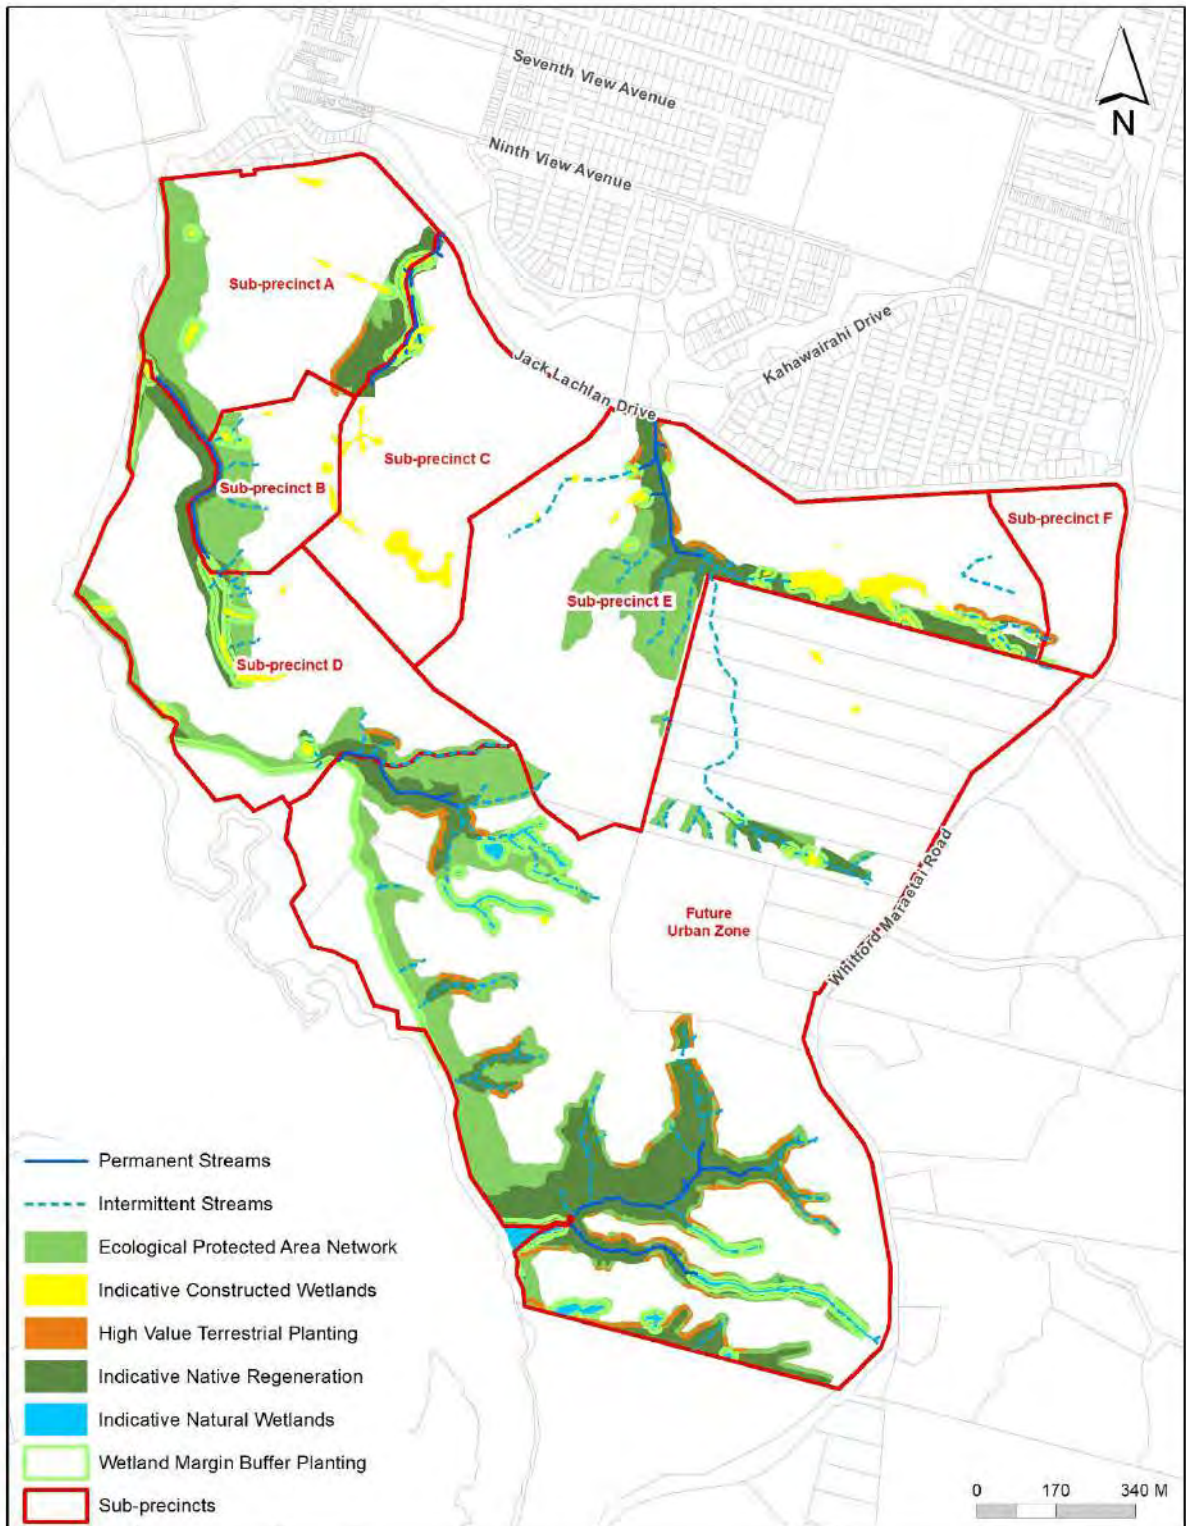 Seventh View Avenue
Ninth View Avenue
N
Sub-precinct A
Kahawairahi Drive
Jack Lachlan Drive
Sub-precinct C
Sub-precinct B
Sub-precinct F
Sub-precinct E
Sub-precinct D
Future
Urban Zone
Whitford Maraetai Road
Permanent Streams
Intermittent Streams
Ecological Protected Area Network
Indicative Constructed Wetlands
High Value Terrestrial Planting
Indicative Native Regeneration
Indicative Natural Wetlands
Wetland Margin Buffer Planting
Sub-precincts
0 170 340 M